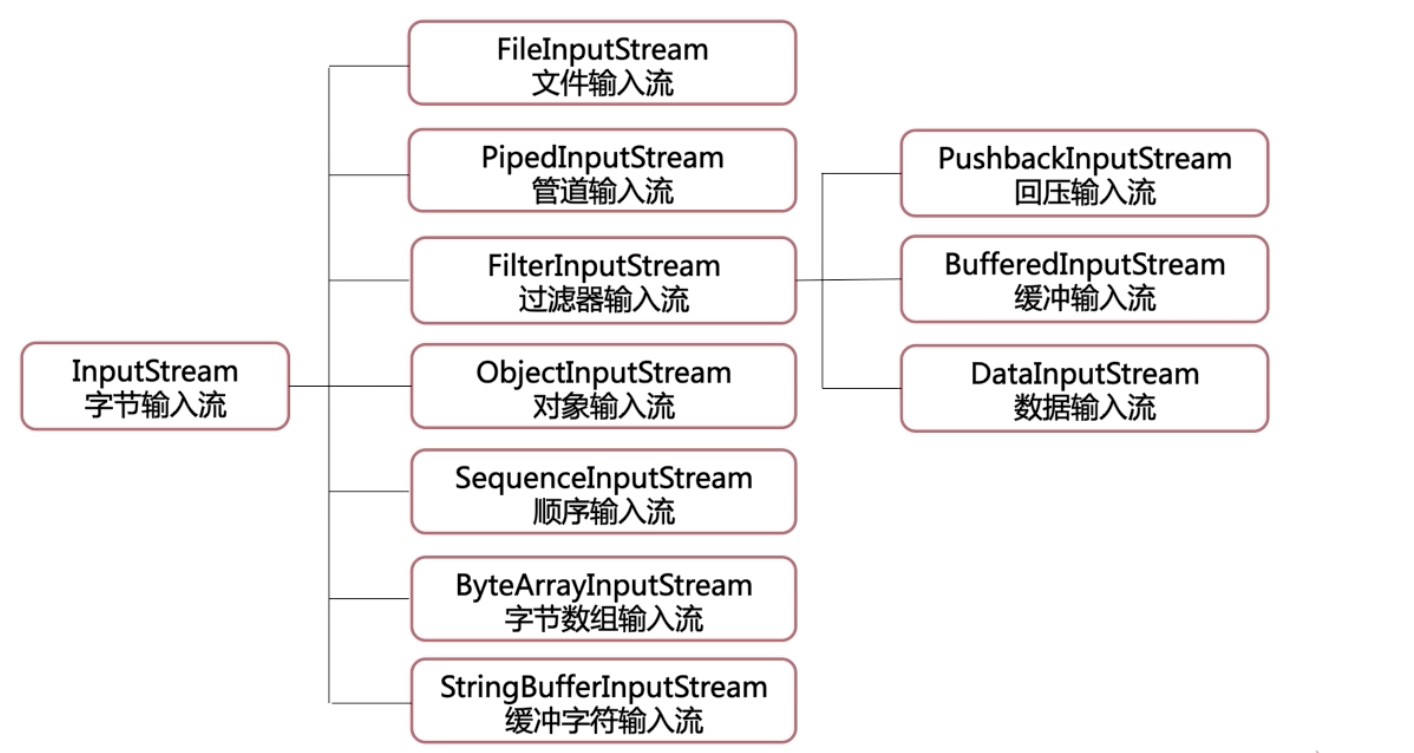 InputStream
字节输入流
FileInputStream
文件输入流
PipedInputStream
管道输入流
FilterInputStream
过滤器输入流
ObjectInputStream
对象输入流
SequenceInputStream
顺序输入流
ByteArrayInputStream
字节数组输入流
StringBufferInputStream
缓冲字符输入流
PushbackInputStream
回压输入流
BufferedInputStream
缓冲输入流
DataInputStream
数据输入流